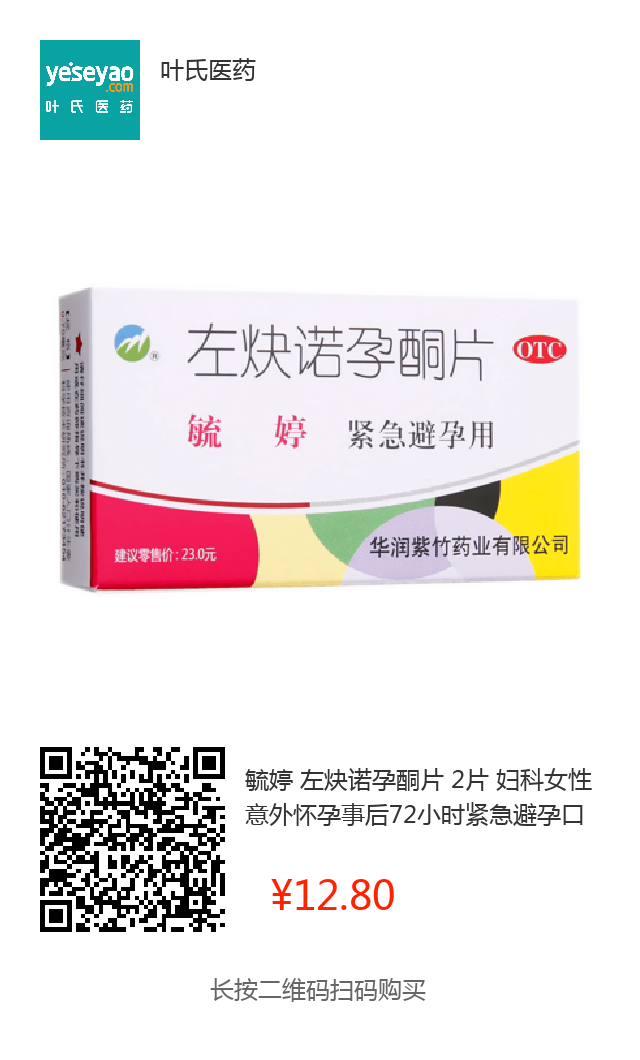 yeseyao
.com
叶氏医药
叶氏医药
左炔诺孕酮片
OTC
毓婷 紧急避孕用
建议零售价:23.0元
华润紫竹药业有限公司
毓婷 左炔诺孕酮片 2片 妇科女性
意外怀孕事后72小时紧急避孕口
¥12.80
长按二维码扫码购买